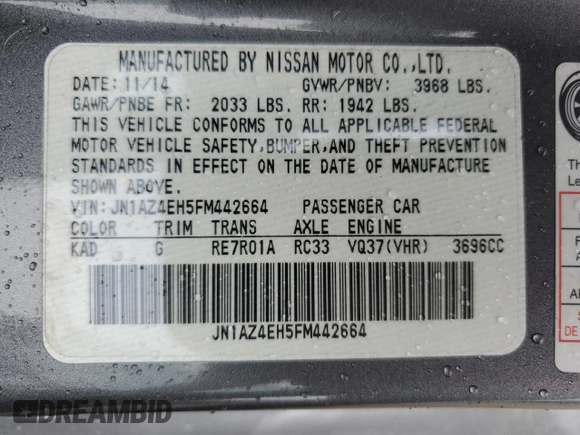 MANUFACTURED BY NISSAN MOTOR CO.,LTD.
DATE: 11/14 GVWR/PNBV: 3968 LBS.
GAWR/PNBE FR: 2033 LBS. RR: 1942 LBS.
THIS VEHICLE CONFORMS TO ALL APPLICABLE FEDERAL
MOTOR VEHICLE SAFETY,BUMPER,AND THEFT PREVENTION
STANDARDS IN EFFECT ON THE DATE OF MANUFACTURE
SHOWN ABOVE.
VIN: JN1AZ4EH5FM442664 PASSENGER CAR
COLOR TRIM TRANS AXLE ENGINE
KAD G RE7R01A RC33 VQ37(VHR) 3696CC
JN1AZ4EH5FM442664
DREAMBID